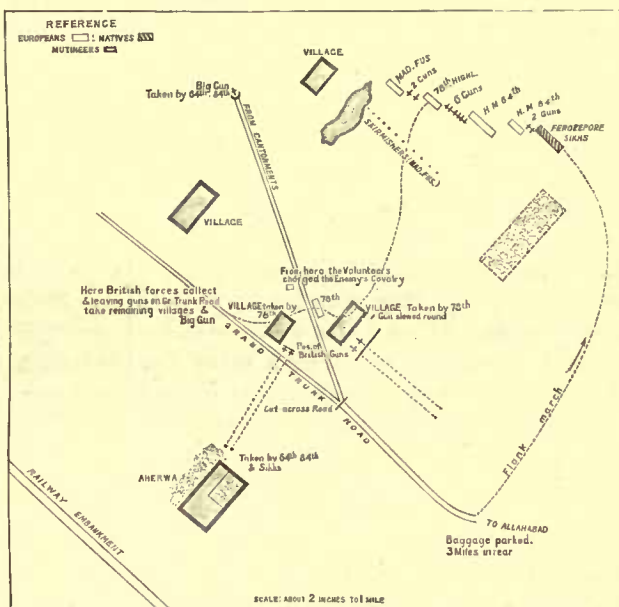 REFERENCE
EUROPEANS NATIVES
MUTINEERS
VILLAGE
MAD. FUS
2 Guns
78th HIGHL.
6 Guns
H M 64th
H. M 84th
2 GUNS
FEROZEPORE
SIKHS
Big Gun
Taken by 64th 84th
FROM CANTORMENTS
SKIRMISHERS (MAD. FUS.)
VILLAGE
From here the Volunteers
charged the Enemy's Cavalry
Here British forces collect
& leaving guns on Gr Trunk Road
take remaining villages &
Big Gun
VILLAGE taken by
78th
78th
VILLAGE Taken by 78th
Gun slewed round
Pos. of
British Guns
GRAND TRUNK ROAD
Cut across Road
Flank march
Taken by 64th 84th
& Sikhs
AHERWA
RAILWAY EMBANKMENT
TO ALLAHABAD
Baggage parked.
3 Miles in rear
SCALE: ABOUT 2 INCHES TO 1 MILE